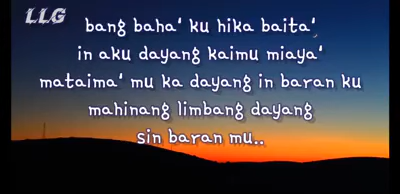 LLG
bang baha' ku hika baita',
in aku dayang kaimu miaya'
mataima' mu ka dayang in baran ku
mahinang limbang dayang
sin baran mu..